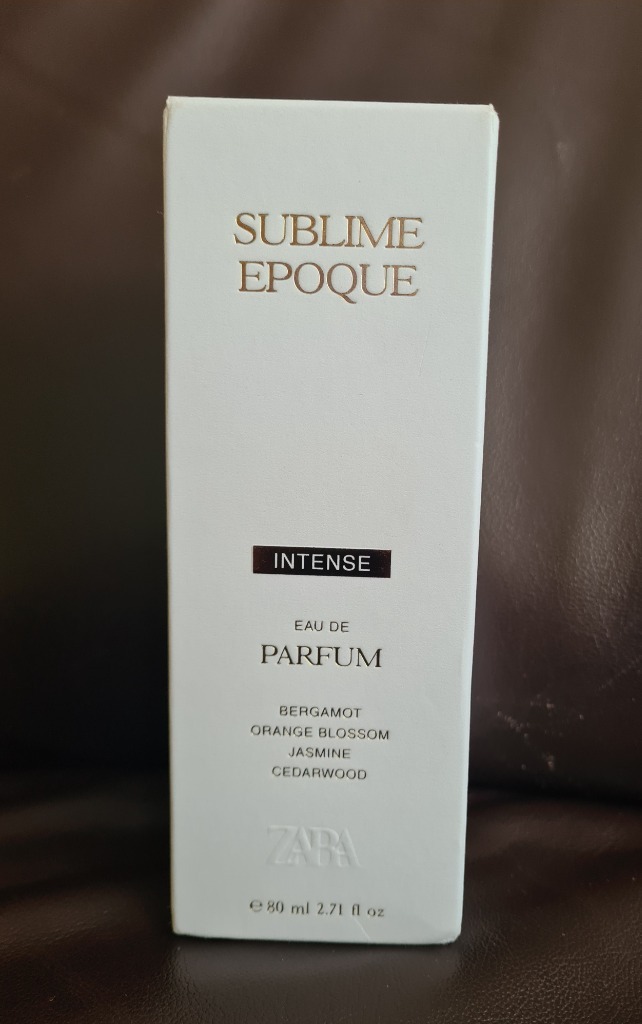 SUBLIME
EPOQUE
INTENSE
EAU DE
PARFUM
BERGAMOT
ORANGE BLOSSOM
JASMINE
CEDARWOOD
ZARA
℮ 80 ml 2.71 fl oz